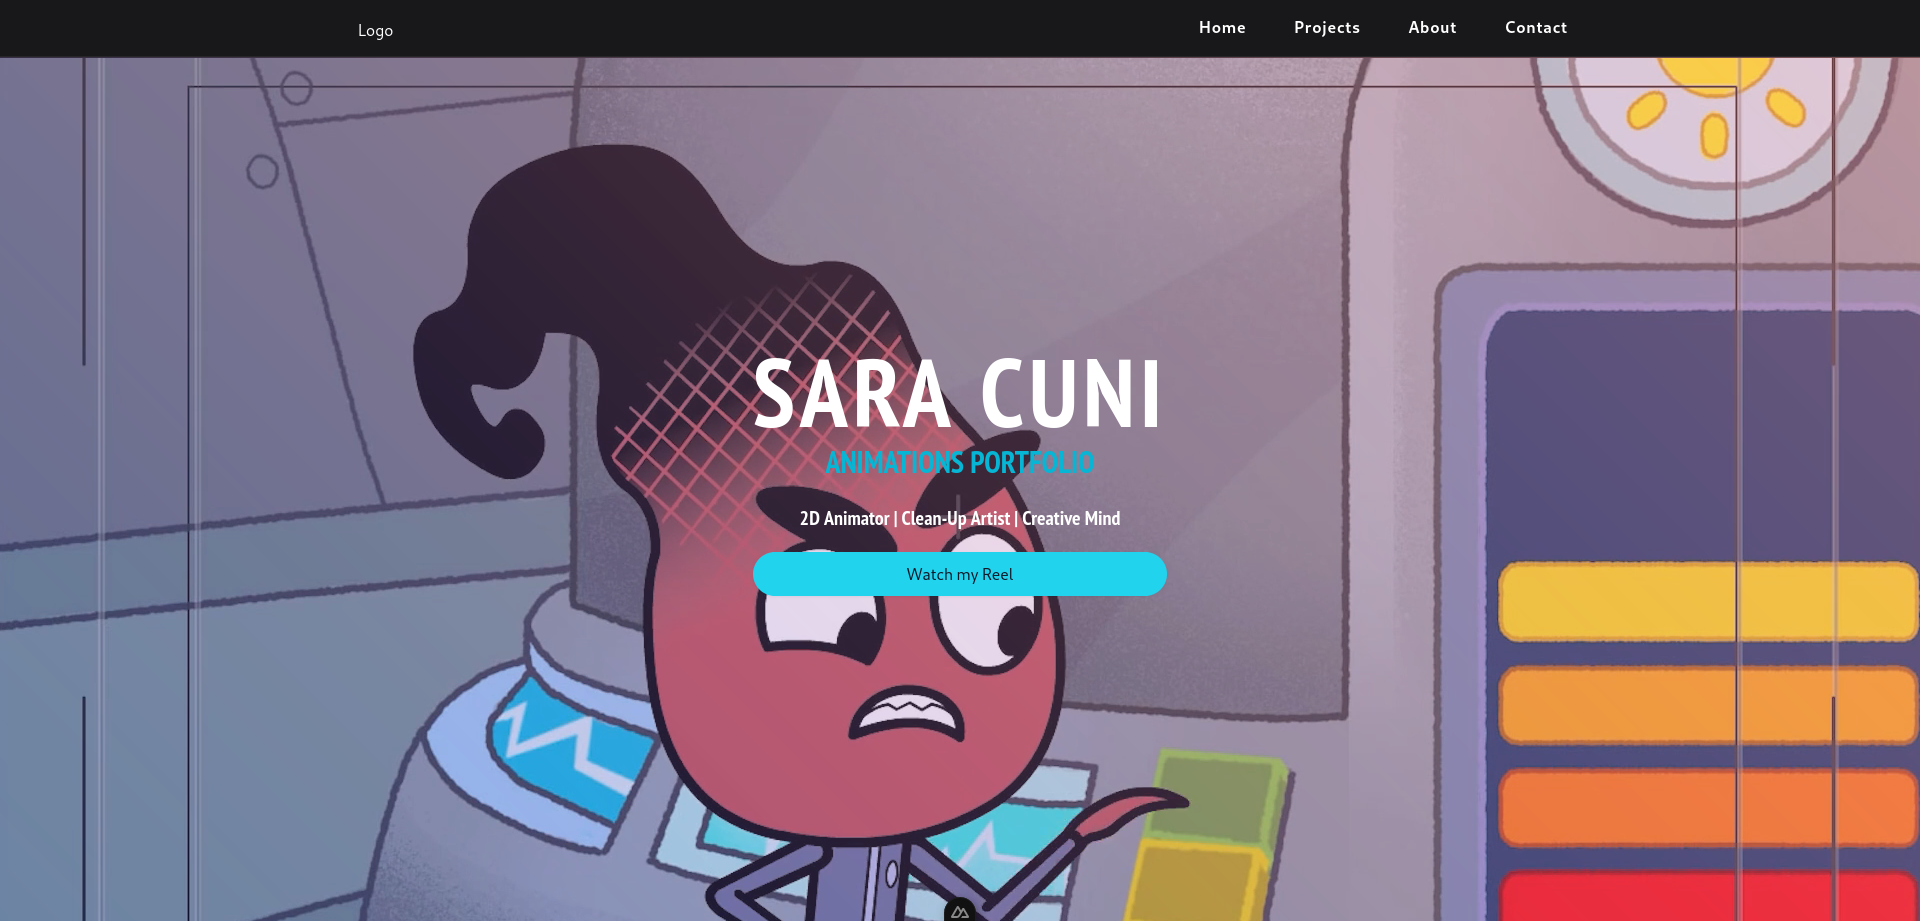 Logo
Home Projects About Contact
SARA CUNI
ANIMATIONS PORTFOLIO
2D Animator | Clean-Up Artist | Creative Mind
Watch my Reel